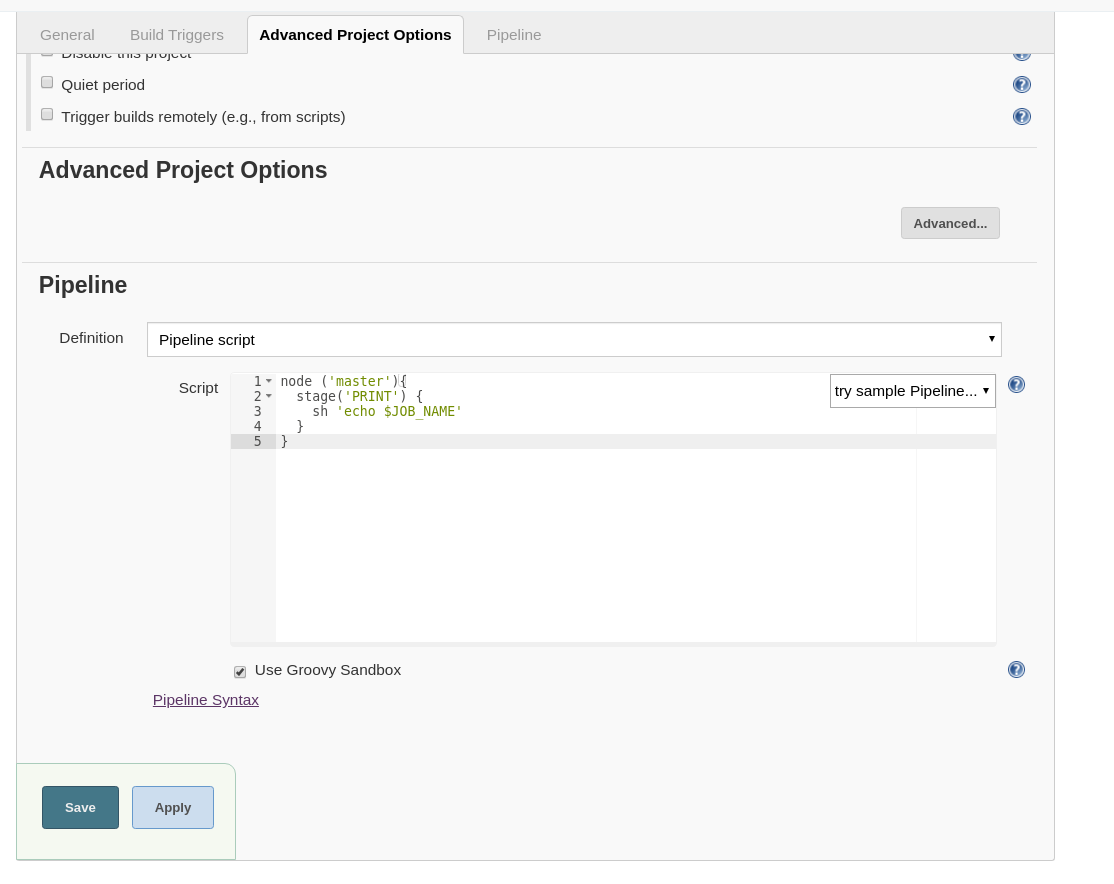 General Build Triggers Advanced Project Options Pipeline
Disable this project
Quiet period
Trigger builds remotely (e.g., from scripts)
Advanced Project Options
Advanced...
Pipeline
Definition Pipeline script
Script
try sample Pipeline...
1 node ('master'){
2   stage('PRINT') {
3     sh 'echo $JOB_NAME'
4   }
5 }
Use Groovy Sandbox
Pipeline Syntax
Save Apply